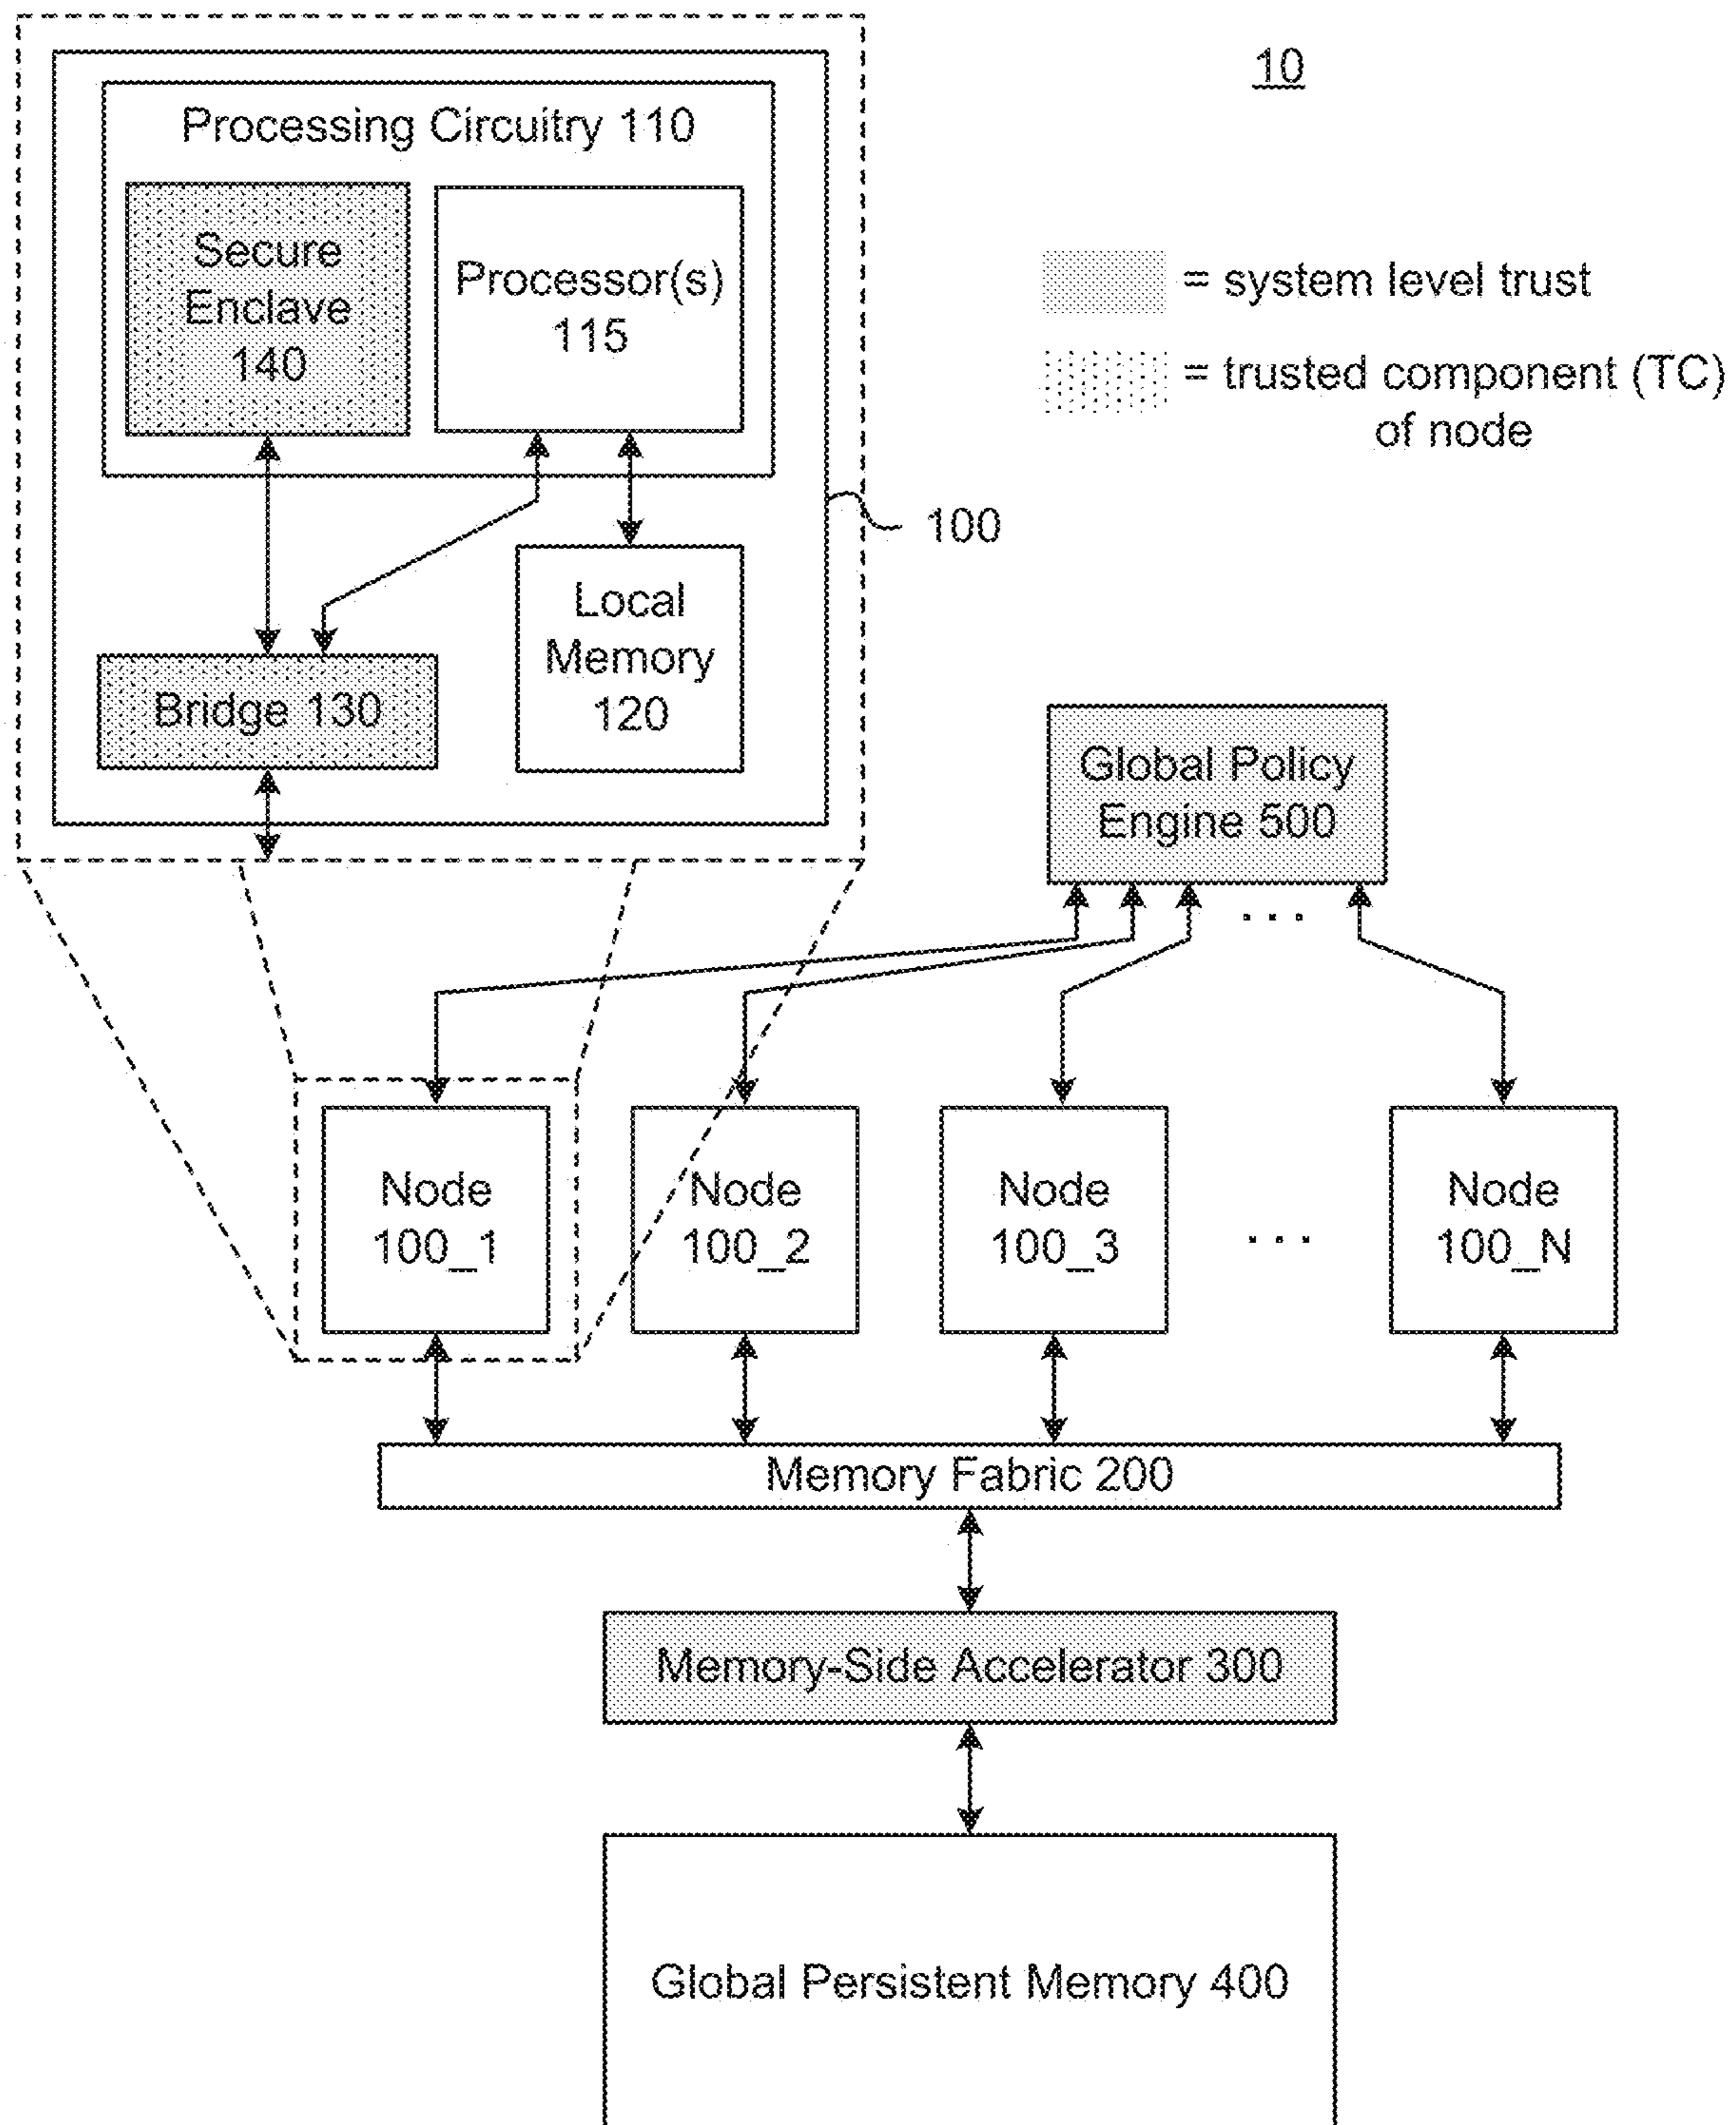 10
Processing Circuitry 110
Secure
Enclave
140
Processor(s)
115
= system level trust
= trusted component (TC)
of node
100
Local
Memory
120
Bridge 130
Global Policy
Engine 500
. . .
Node
100_1
Node
100_2
Node
100_3
. . .
Node
100_N
Memory Fabric 200
Memory-Side Accelerator 300
Global Persistent Memory 400